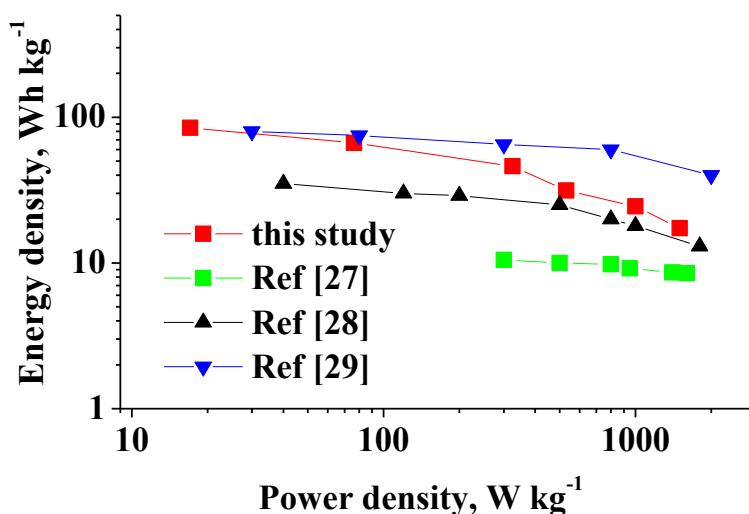 Energy density, Wh kg⁻¹
100
10
1
this study
Ref [27]
Ref [28]
Ref [29]
10 100 1000
Power density, W kg⁻¹